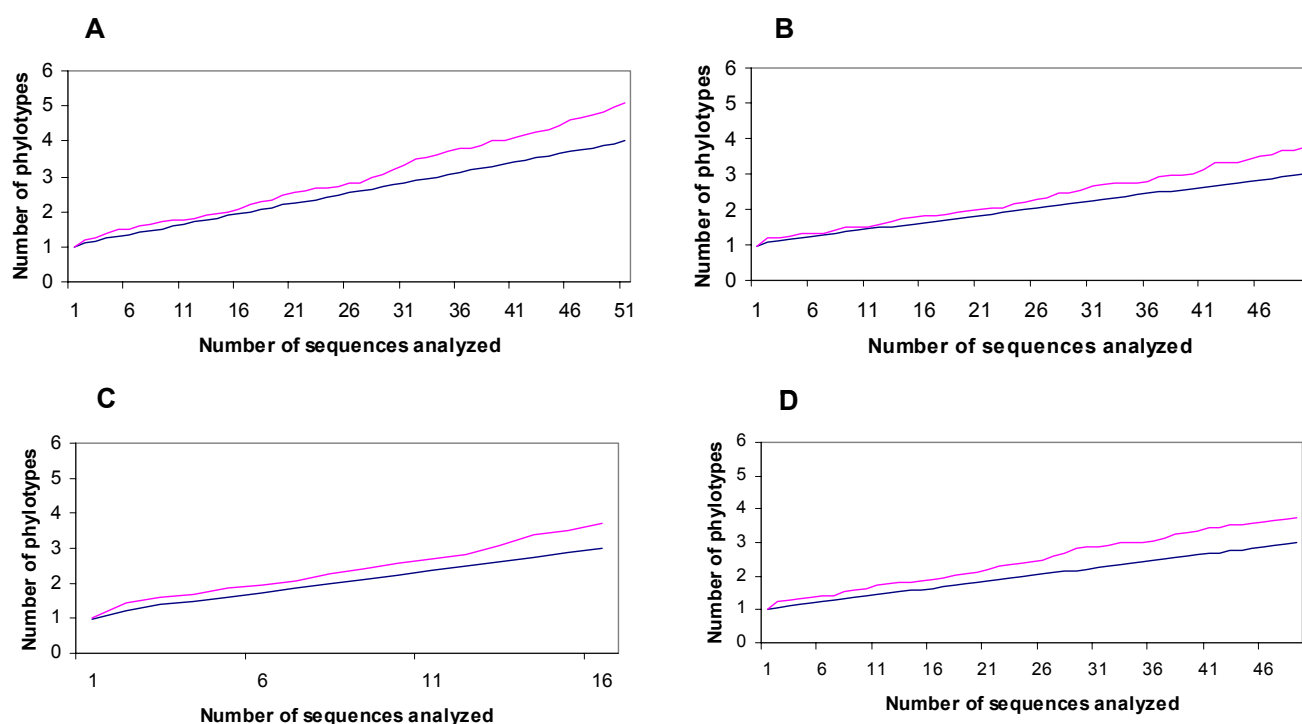 A
Number of phylotypes
6
5
4
3
2
1
0
1 6 11 16 21 26 31 36 41 46 51
Number of sequences analyzed
B
Number of phylotypes
6
5
4
3
2
1
0
1 6 11 16 21 26 31 36 41 46
Number of sequences analyzed
C
Number of phylotypes
6
5
4
3
2
1
0
1 6 11 16
Number of sequences analyzed
D
Number of phylotypes
6
5
4
3
2
1
0
1 6 11 16 21 26 31 36 41 46
Number of sequences analyzed